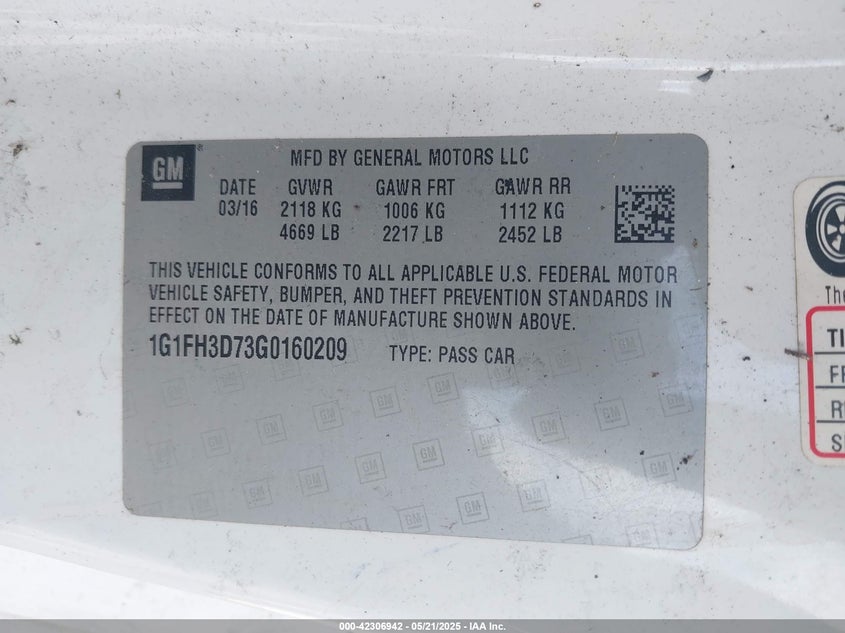 GM
MFD BY GENERAL MOTORS LLC
DATE GVWR GAWR FRT GAWR RR
03/16 2118 KG 1006 KG 1112 KG
4669 LB 2217 LB 2452 LB
THIS VEHICLE CONFORMS TO ALL APPLICABLE U.S. FEDERAL MOTOR
VEHICLE SAFETY, BUMPER, AND THEFT PREVENTION STANDARDS IN
EFFECT ON THE DATE OF MANUFACTURE SHOWN ABOVE.
1G1FH3D73G0160209 TYPE: PASS CAR
The
TI
FR
R
S
000-42306942 - 05/21/2025 - IAA Inc.